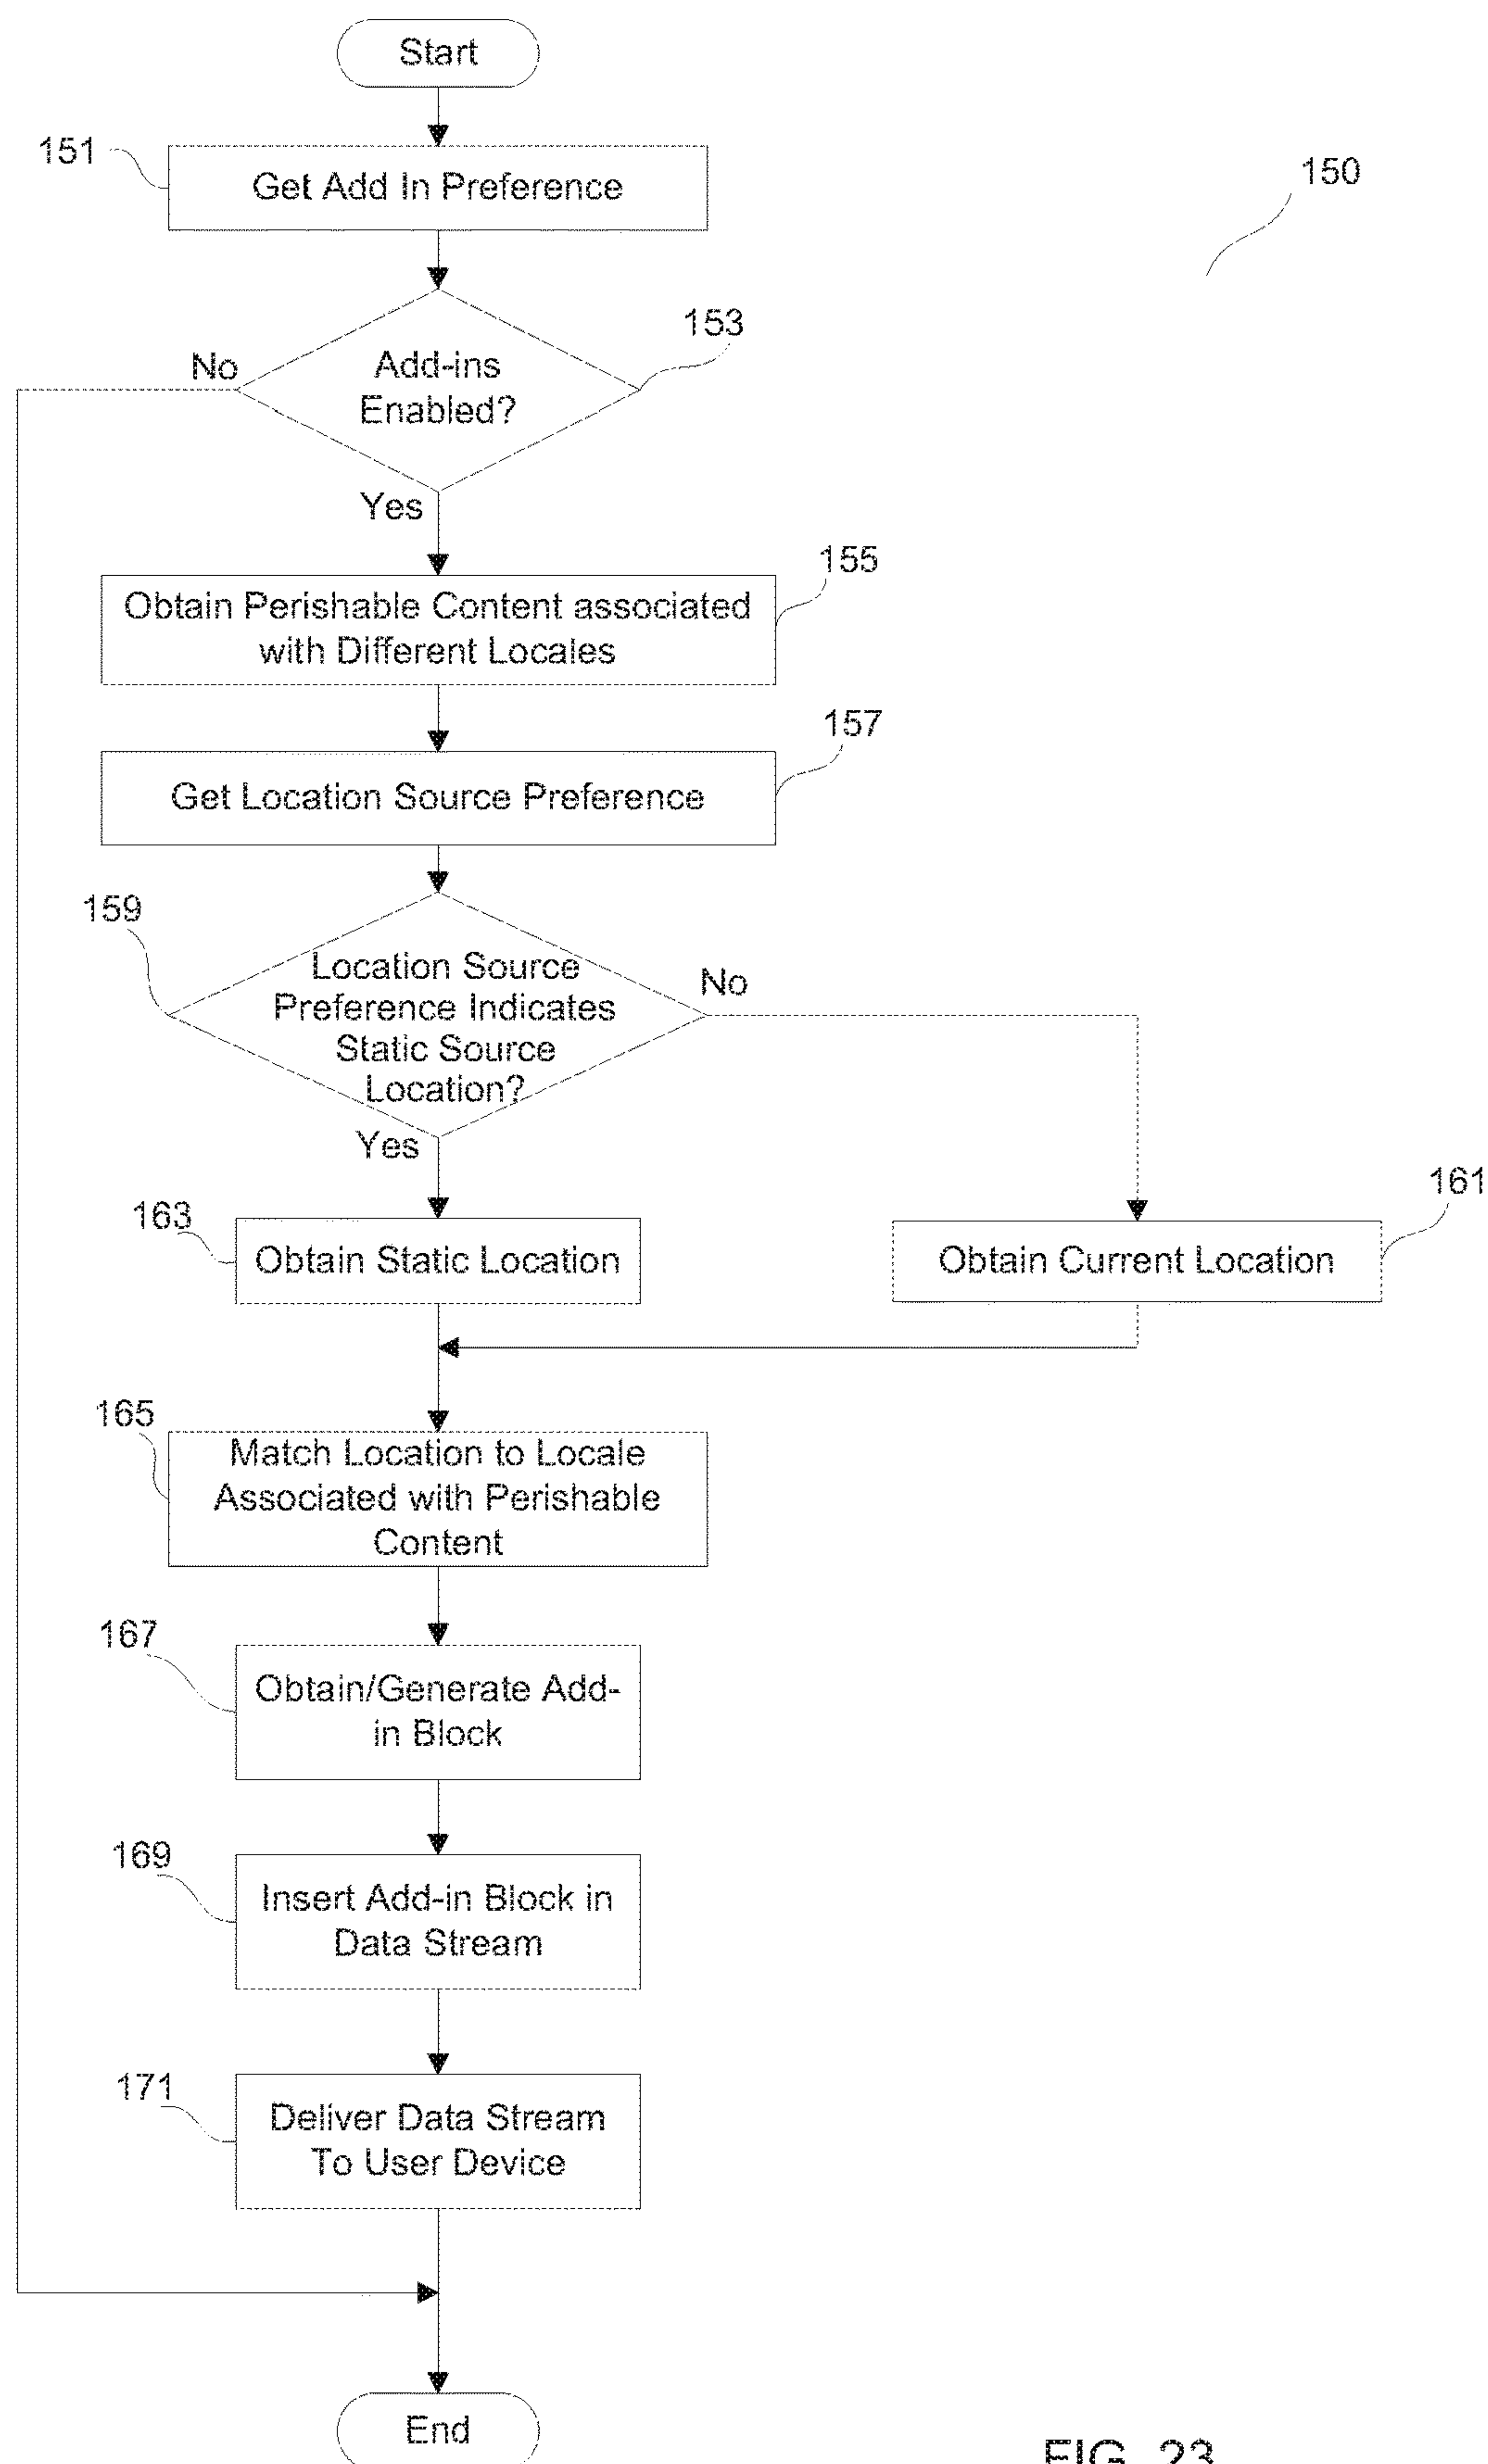 Start
151
Get Add In Preference
150
153
No
Add-ins
Enabled?
Yes
155
Obtain Perishable Content associated
with Different Locales
157
Get Location Source Preference
159
Location Source
Preference Indicates
Static Source
Location?
No
Yes
163
Obtain Static Location
161
Obtain Current Location
165
Match Location to Locale
Associated with Perishable
Content
167
Obtain/Generate Add-
in Block
169
Insert Add-in Block in
Data Stream
171
Deliver Data Stream
To User Device
End
FIG. 23